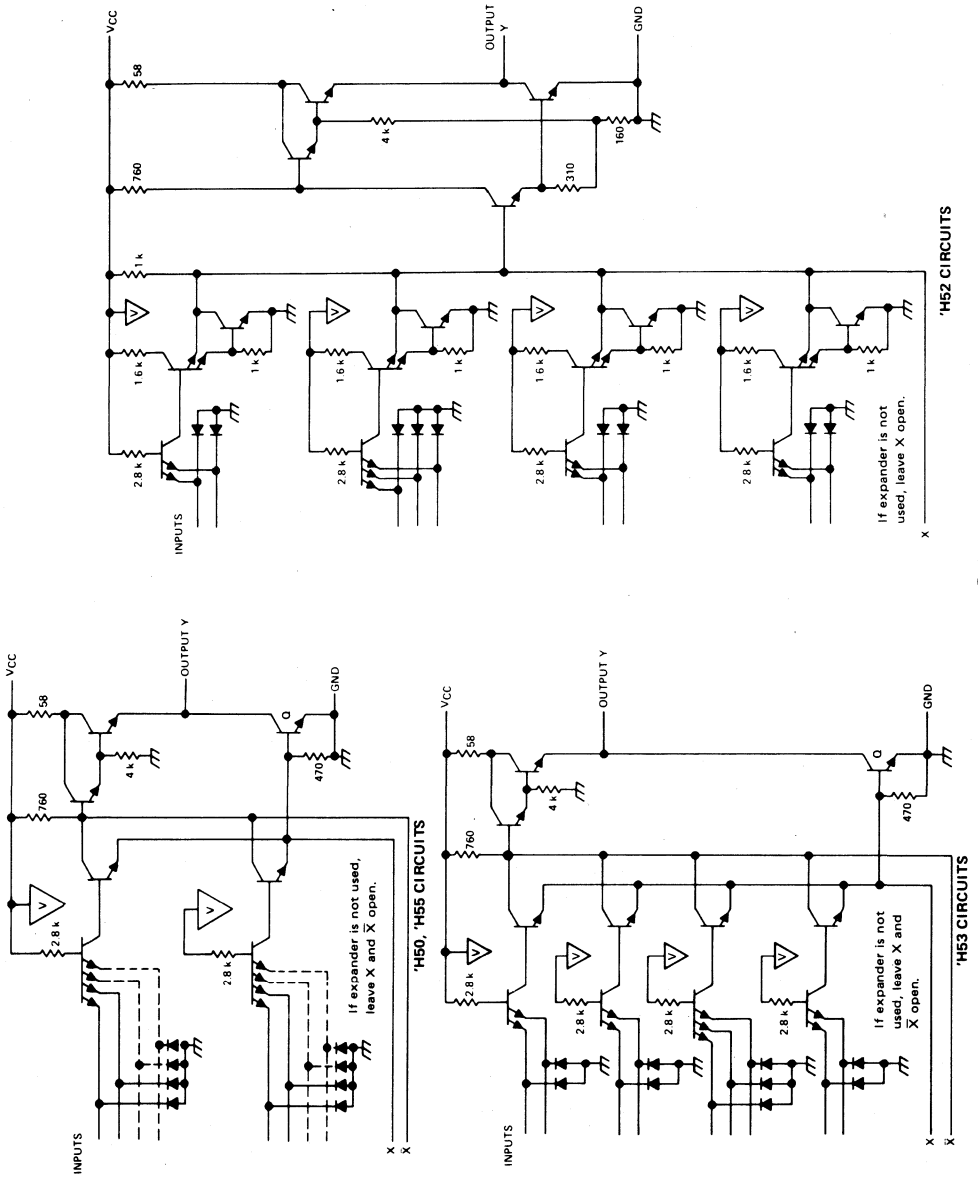 VCC
2.8 k
V
760
58
4 k
OUTPUT Y
Q
470
GND
INPUTS
2.8 k
V
If expander is not used,
leave X and X̅ open.
X
X̅
'H50, 'H55 CIRCUITS
VCC
2.8 k
V
760
58
4 k
OUTPUT Y
INPUTS
2.8 k
V
2.8 k
V
2.8 k
V
Q
470
GND
If expander is not
used, leave X and
X̅ open.
X
X̅
'H53 CIRCUITS
VCC
2.8 k
1.6 k
V
1 k
760
58
INPUTS
1 k
2.8 k
1.6 k
V
1 k
4 k
OUTPUT
Y
2.8 k
1.6 k
V
1 k
310
160
GND
2.8 k
1.6 k
V
1 k
If expander is not
used, leave X open.
X
'H52 CIRCUITS